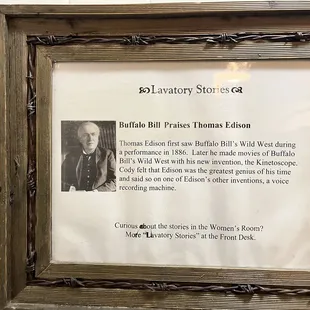 Lavatory Stories
Buffalo Bill Praises Thomas Edison
Thomas Edison first saw Buffalo Bill's Wild West during
a performance in 1886. Later he made movies of Buffalo
Bill's Wild West with his new invention, the Kinetoscope.
Cody felt that Edison was the greatest genius of his time
and said so on one of Edison's other inventions, a voice
recording machine.
Curious about the stories in the Women's Room?
More "Lavatory Stories" at the Front Desk.